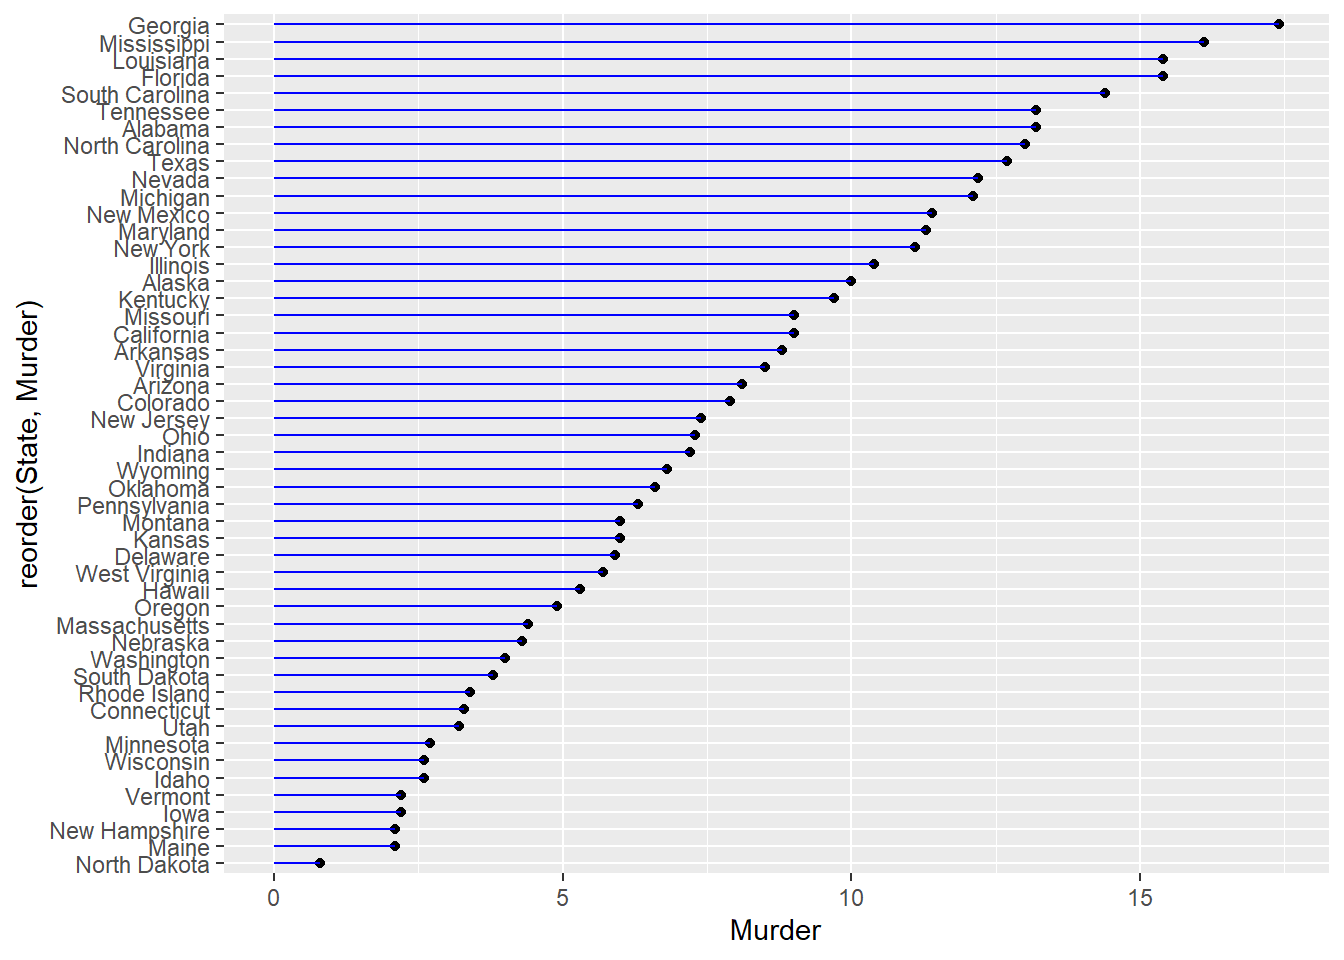 Georgia
Mississippi
Louisiana
Florida
South Carolina
Tennessee
Alabama
North Carolina
Texas
Nevada
Michigan
New Mexico
Maryland
New York
Illinois
Alaska
Kentucky
Missouri
California
Arkansas
Virginia
Arizona
Colorado
New Jersey
Ohio
Indiana
Wyoming
Oklahoma
Pennsylvania
Montana
Kansas
Delaware
West Virginia
Hawaii
Oregon
Massachusetts
Nebraska
Washington
South Dakota
Rhode Island
Connecticut
Utah
Minnesota
Wisconsin
Idaho
Vermont
Iowa
New Hampshire
Maine
North Dakota
reorder(State, Murder)
0 5 10 15
Murder